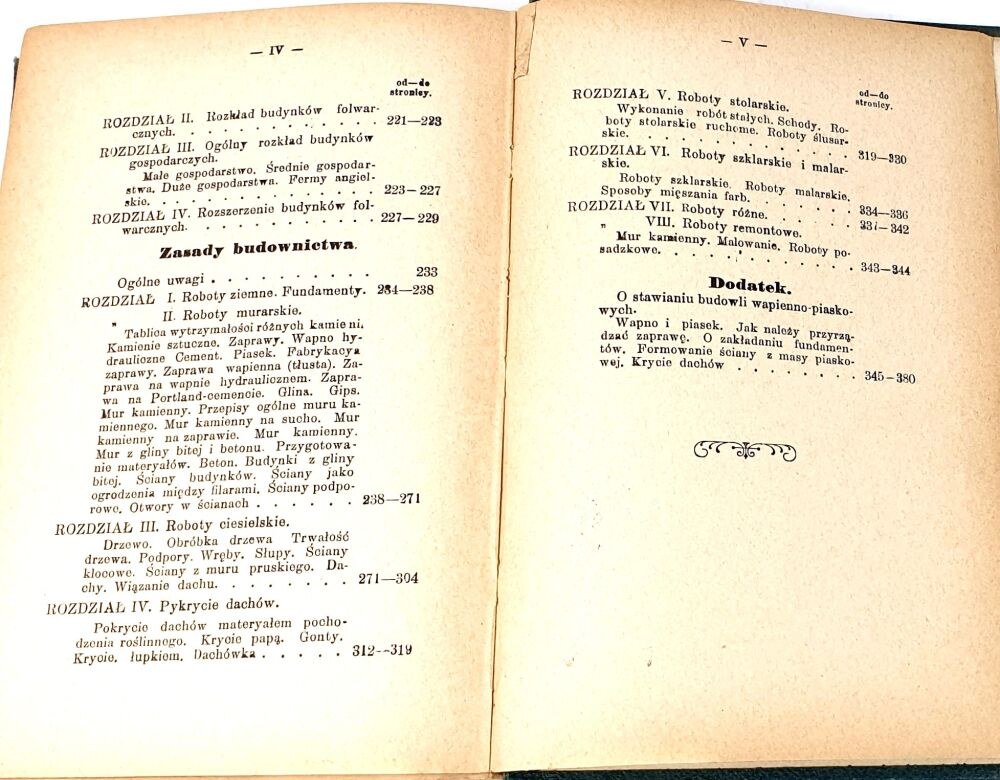 — IV —
od—do
stronicy.
ROZDZIAŁ II. Rozkład budynków folwar-
cznych. . . . . . . . . . . . . 221—223
ROZDZIAŁ III. Ogólny rozkład budynków
gospodarczych.
Małe gospodarstwo. Średnie gospodar-
stwa. Duże gospodarstwa. Fermy angiel-
skie. . . . . . . . . . . . . . 223—227
ROZDZIAŁ IV. Rozszerzenie budynków fol-
warcznych. . . . . . . . . . . . 227—229
Zasady budownictwa.
Ogólne uwagi . . . . . . . . . . 233
ROZDZIAŁ I. Roboty ziemne. Fundamenty. 234—238
„ II. Roboty murarskie.
Tablica wytrzymałości różnych kamieni.
Kamienie sztuczne. Zaprawy. Wapno hy-
drauliczne Cement. Piasek. Fabrykacya
zaprawy. Zaprawa wapienna (tłusta). Za-
prawa na wapnie hydraulicznem. Zapra-
wa na Portland-cemencie. Glina. Gips.
Mur kamienny. Przepisy ogólne muru ka-
miennego. Mur kamienny na sucho. Mur
kamienny na zaprawie. Mur kamienny.
Mur z gliny bitej i betonu. Przygotowa-
nie materyałów. Beton. Budynki z gliny
bitej. Ściany budynków. Ściany jako
ogrodzenia między filarami. Ściany podpo-
rowe. Otwory w ścianach . . . . . . 238—271
ROZDZIAŁ III. Roboty ciesielskie.
Drzewo. Obróbka drzewa Trwałość
drzewa. Podpory. Wręby. Słupy. Ściany
klocowe. Ściany z muru pruskiego. Da-
chy. Wiązanie dachu. . . . . . . . 271—304
ROZDZIAŁ IV. Pykrycie dachów.
Pokrycie dachów materyałem pocho-
dzenia roślinnego. Krycie papą. Gonty.
Krycie. łupkiem. Dachówka . . . . . 312--319
— V —
od—do
stronicy.
ROZDZIAŁ V. Roboty stolarskie.
Wykonanie robót stałych. Schody. Ro-
boty stolarskie ruchome. Roboty ślusar-
skie. . . . . . . . . . . . . . 319—330
ROZDZIAŁ VI. Roboty szklarskie i malar-
skie.
Roboty szklarskie. Roboty malarskie.
Sposoby mięszania farb. . . . . . . 334—336
ROZDZIAŁ VII. Roboty różne. . . . . . 337—342
„ VIII. Roboty remontowe.
Mur kamienny. Malowanie. Roboty po-
sadzkowe. . . . . . . . . . . . . 343—344
Dodatek.
O stawianiu budowli wapienno-piasko-
wych.
Wapno i piasek. Jak należy przyrzą-
dzać zaprawę. O zakładaniu fundamen-
tów. Formowanie ściany z masy piasko-
wej. Krycie dachów . . . . . . . . 345—380